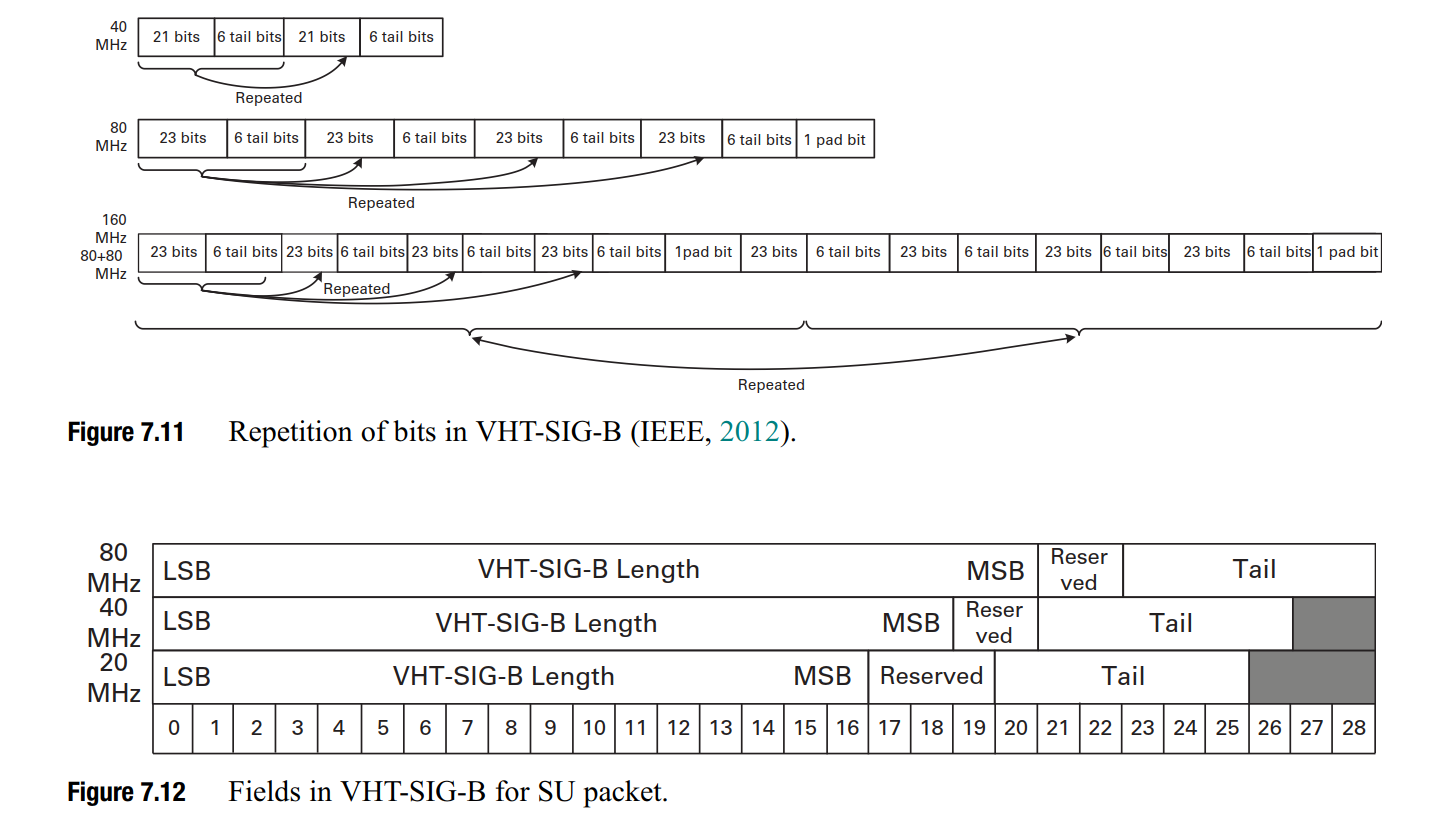 40
MHz
21 bits 6 tail bits 21 bits 6 tail bits
Repeated
80
MHz
23 bits 6 tail bits 23 bits 6 tail bits 23 bits 6 tail bits 23 bits 6 tail bits 1 pad bit
Repeated
160
MHz
80+80
MHz
23 bits 6 tail bits 23 bits 6 tail bits 23 bits 6 tail bits 23 bits 6 tail bits 1pad bit 23 bits 6 tail bits 23 bits 6 tail bits 23 bits 6 tail bits 23 bits 6 tail bits 1 pad bit
Repeated
Repeated
Figure 7.11 Repetition of bits in VHT-SIG-B (IEEE, 2012).
80
MHz
LSB VHT-SIG-B Length MSB Reser
ved Tail
40
MHz
LSB VHT-SIG-B Length MSB Reser
ved Tail
20
MHz
LSB VHT-SIG-B Length MSB Reserved Tail
0 1 2 3 4 5 6 7 8 9 10 11 12 13 14 15 16 17 18 19 20 21 22 23 24 25 26 27 28
Figure 7.12 Fields in VHT-SIG-B for SU packet.